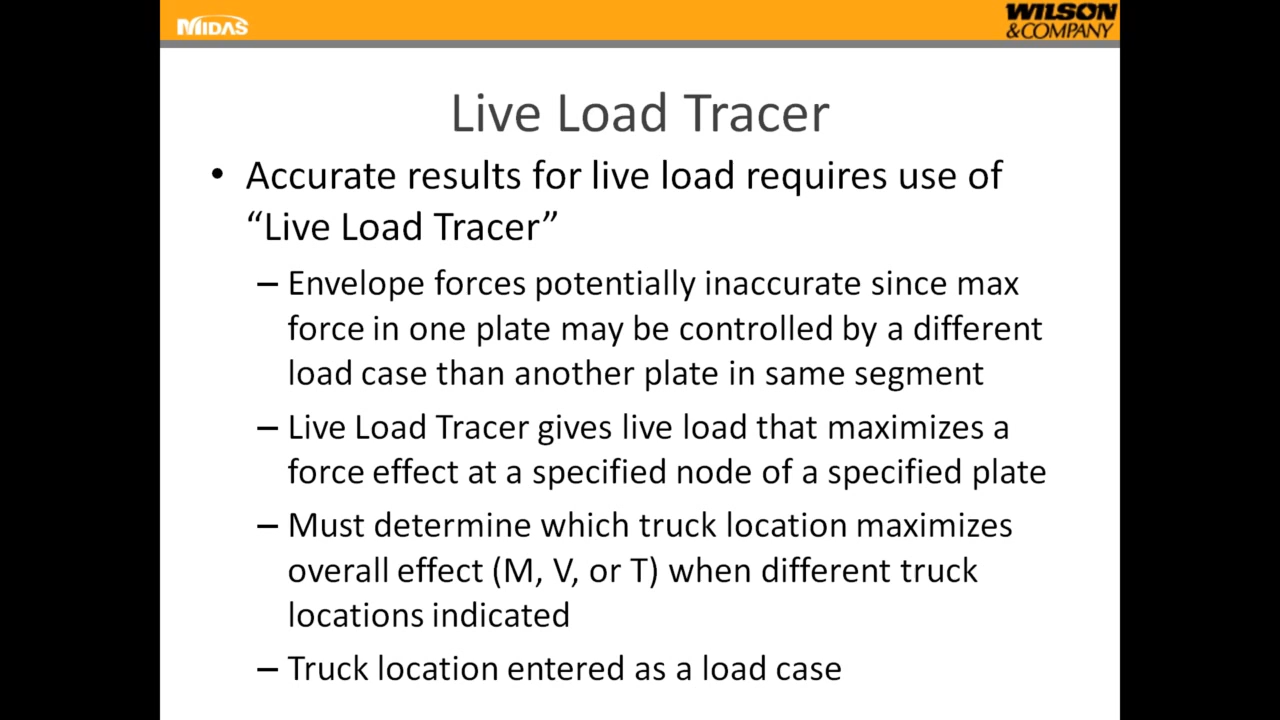 MIDAS
WILSON
&COMPANY
Live Load Tracer
• Accurate results for live load requires use of
“Live Load Tracer”
– Envelope forces potentially inaccurate since max
force in one plate may be controlled by a different
load case than another plate in same segment
– Live Load Tracer gives live load that maximizes a
force effect at a specified node of a specified plate
– Must determine which truck location maximizes
overall effect (M, V, or T) when different truck
locations indicated
– Truck location entered as a load case